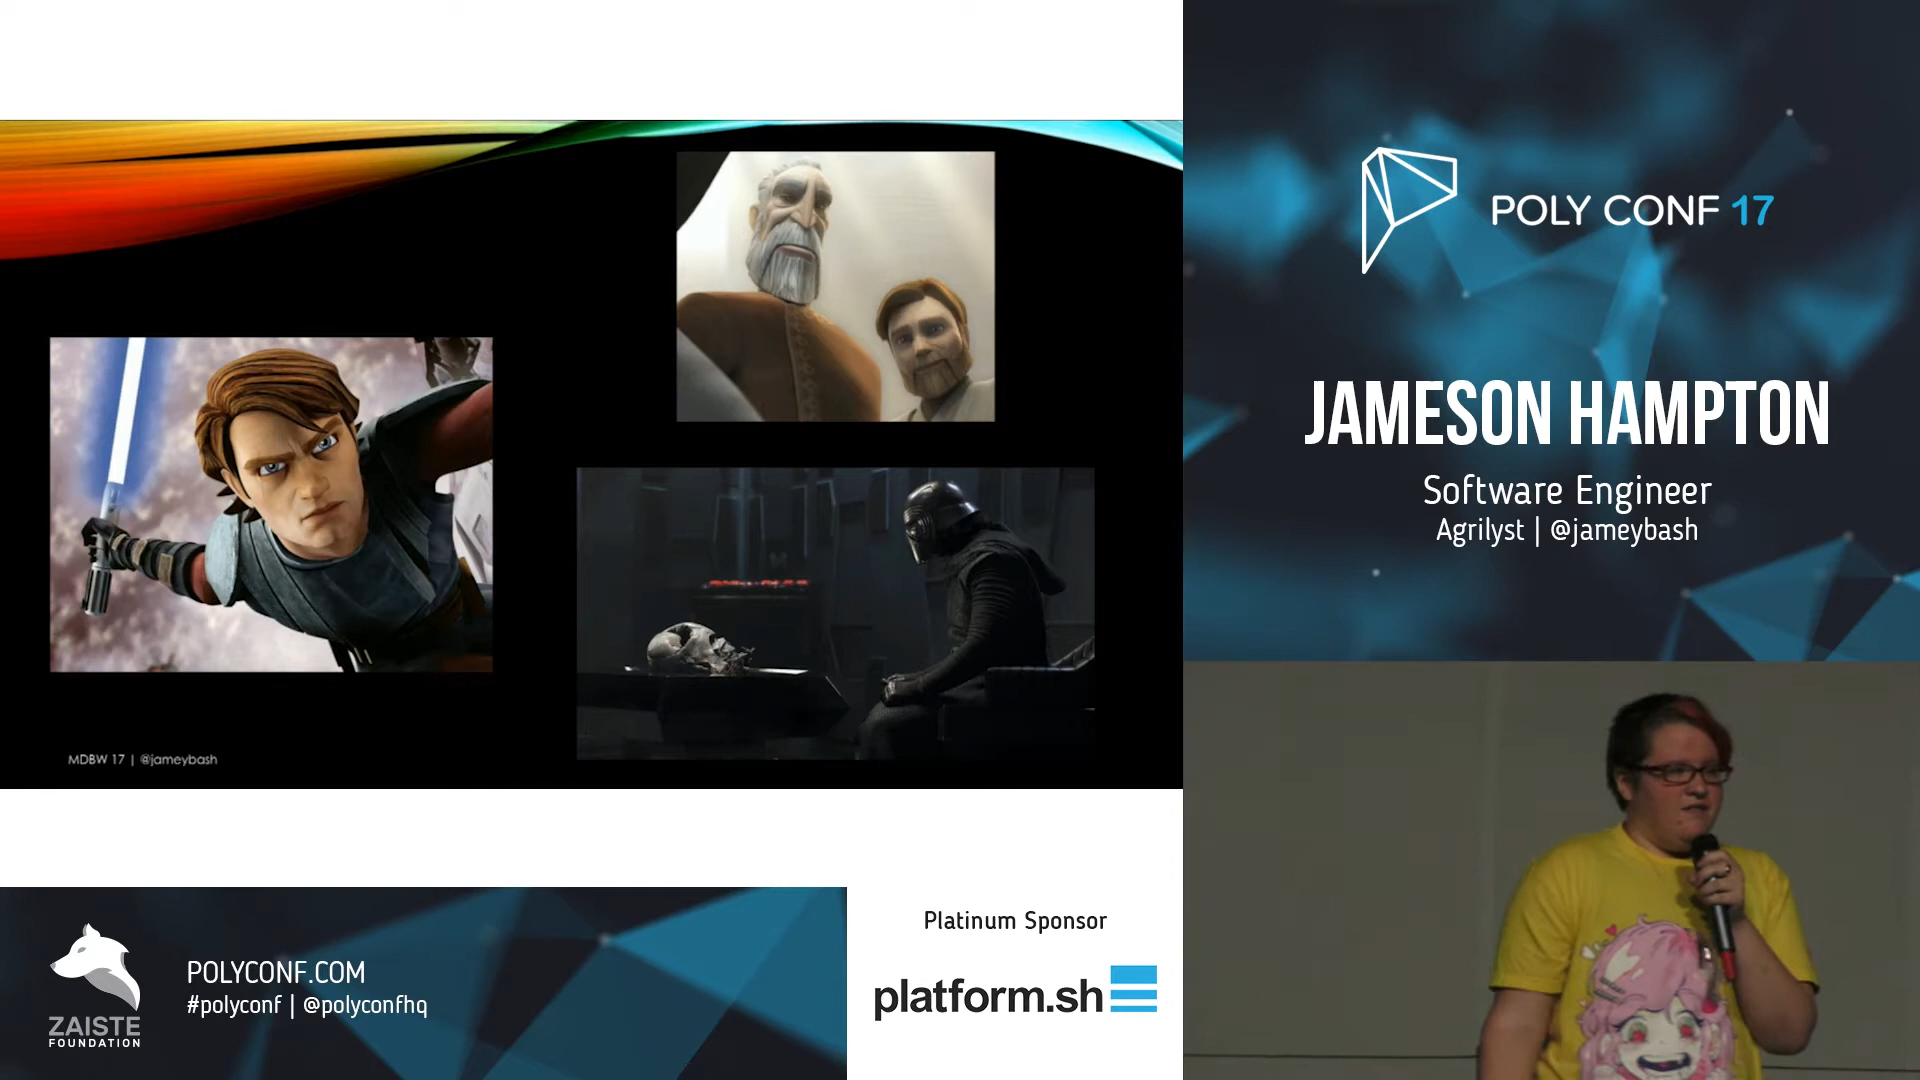 MDBW 17 | @jameybash
POLY CONF 17
JAMESON HAMPTON
Software Engineer
Agrilyst | @jameybash
ZAISTE
FOUNDATION
POLYCONF.COM
#polyconf | @polyconfhq
Platinum Sponsor
platform.sh